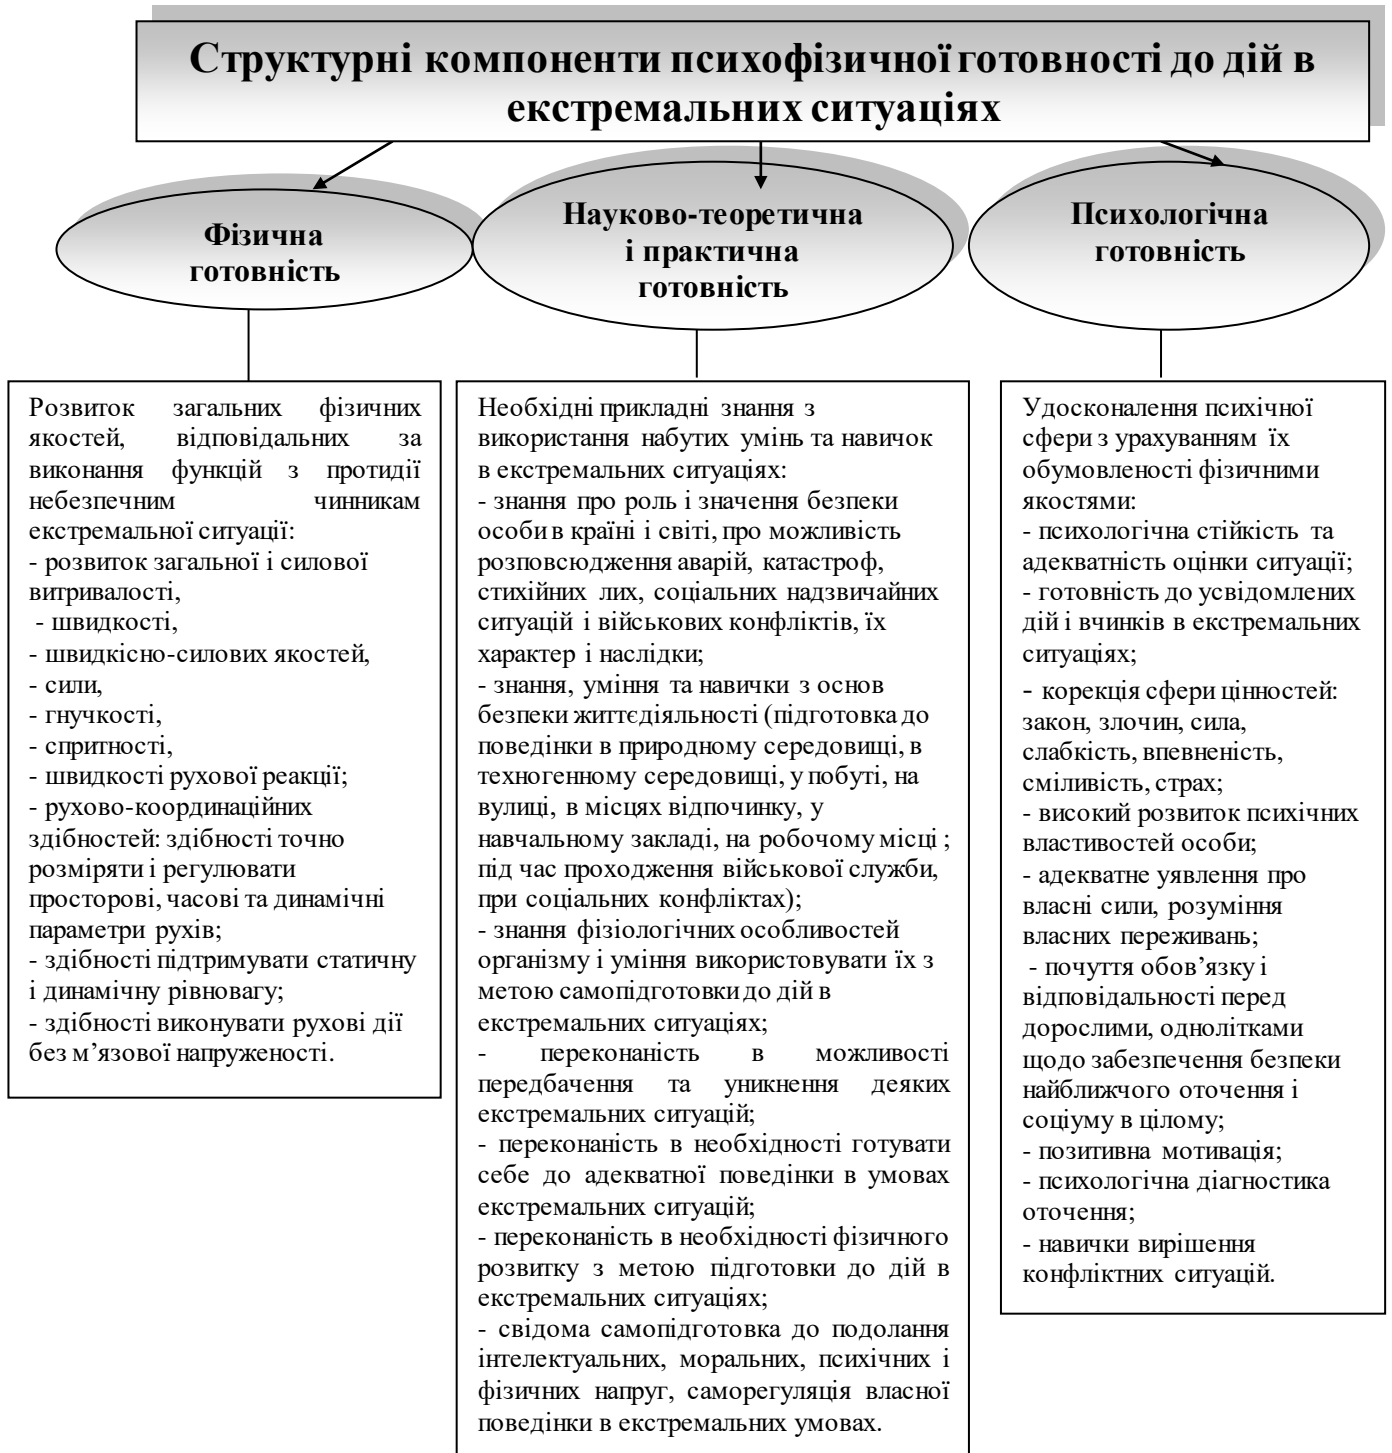 Структурні компоненти психофізичної готовності до дій в
екстремальних ситуаціях
Фізична
готовність
Науково-теоретична
і практична
готовність
Психологічна
готовність
Розвиток загальних фізичних
якостей, відповідальних за
виконання функцій з протидії
небезпечним чинникам
екстремальної ситуації:
- розвиток загальної і силової
витривалості,
- швидкості,
- швидкісно-силових якостей,
- сили,
- гнучкості,
- спритності,
- швидкості рухової реакції;
- рухово-координаційних
здібностей: здібності точно
розміряти і регулювати
просторові, часові та динамічні
параметри рухів;
- здібності підтримувати статичну
і динамічну рівновагу;
- здібності виконувати рухові дії
без м’язової напруженості.
Необхідні прикладні знання з
використання набутих умінь та навичок
в екстремальних ситуаціях:
- знання про роль і значення безпеки
особи в країні і світі, про можливість
розповсюдження аварій, катастроф,
стихійних лих, соціальних надзвичайних
ситуацій і військових конфліктів, їх
характер і наслідки;
- знання, уміння та навички з основ
безпеки життєдіяльності (підготовка до
поведінки в природному середовищі, в
техногенному середовищі, у побуті, на
вулиці, в місцях відпочинку, у
навчальному закладі, на робочому місці ;
під час проходження військової служби,
при соціальних конфліктах);
- знання фізіологічних особливостей
організму і уміння використовувати їх з
метою самопідготовки до дій в
екстремальних ситуаціях;
- переконаність в можливості
передбачення та уникнення деяких
екстремальних ситуацій;
- переконаність в необхідності готувати
себе до адекватної поведінки в умовах
екстремальних ситуацій;
- переконаність в необхідності фізичного
розвитку з метою підготовки до дій в
екстремальних ситуаціях;
- свідома самопідготовка до подолання
інтелектуальних, моральних, психічних і
фізичних напруг, саморегуляція власної
поведінки в екстремальних умовах.
Удосконалення психічної
сфери з урахуванням їх
обумовленості фізичними
якостями:
- психологічна стійкість та
адекватність оцінки ситуації;
- готовність до усвідомлених
дій і вчинків в екстремальних
ситуаціях;
- корекція сфери цінностей:
закон, злочин, сила,
слабкість, впевненість,
сміливість, страх;
- високий розвиток психічних
властивостей особи;
- адекватне уявлення про
власні сили, розуміння
власних переживань;
- почуття обов’язку і
відповідальності перед
дорослими, однолітками
щодо забезпечення безпеки
найближчого оточення і
соціуму в цілому;
- позитивна мотивація;
- психологічна діагностика
оточення;
- навички вирішення
конфліктних ситуацій.